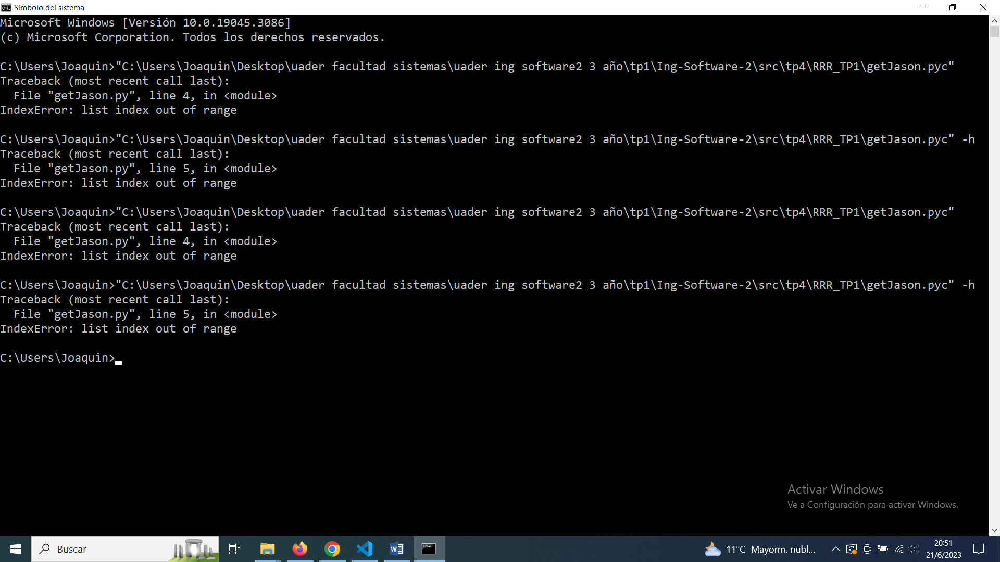 Símbolo del sistema
Microsoft Windows [Versión 10.0.19045.3086]
(c) Microsoft Corporation. Todos los derechos reservados.
C:\Users\Joaquin>"C:\Users\Joaquin\Desktop\uader facultad sistemas\uader ing software2 3 año\tp1\Ing-Software-2\src\tp4\RRR_TP1\getJason.pyc"
Traceback (most recent call last):
  File "getJason.py", line 4, in <module>
IndexError: list index out of range
C:\Users\Joaquin>"C:\Users\Joaquin\Desktop\uader facultad sistemas\uader ing software2 3 año\tp1\Ing-Software-2\src\tp4\RRR_TP1\getJason.pyc" -h
Traceback (most recent call last):
  File "getJason.py", line 5, in <module>
IndexError: list index out of range
C:\Users\Joaquin>"C:\Users\Joaquin\Desktop\uader facultad sistemas\uader ing software2 3 año\tp1\Ing-Software-2\src\tp4\RRR_TP1\getJason.pyc"
Traceback (most recent call last):
  File "getJason.py", line 4, in <module>
IndexError: list index out of range
C:\Users\Joaquin>"C:\Users\Joaquin\Desktop\uader facultad sistemas\uader ing software2 3 año\tp1\Ing-Software-2\src\tp4\RRR_TP1\getJason.pyc" -h
Traceback (most recent call last):
  File "getJason.py", line 5, in <module>
IndexError: list index out of range
C:\Users\Joaquin>
Activar Windows
Ve a Configuración para activar Windows.
Buscar
11°C Mayorm. nubl...
20:51
21/6/2023